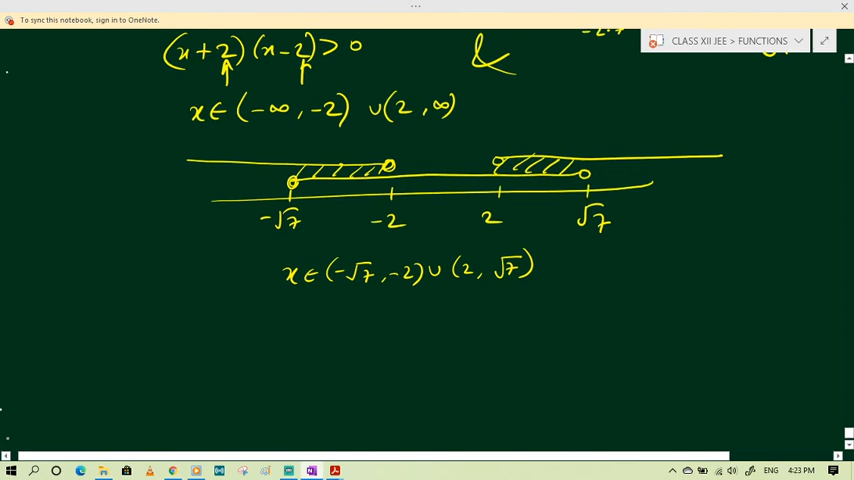 To sync this notebook, sign in to OneNote.
CLASS XII JEE > FUNCTIONS
(x+2)(x-2)>0 &
x∈(-∞,-2) ∪(2,∞)
-√7 -2 2 √7
x∈(-√7,-2)∪(2,√7)
ENG 4:23 PM